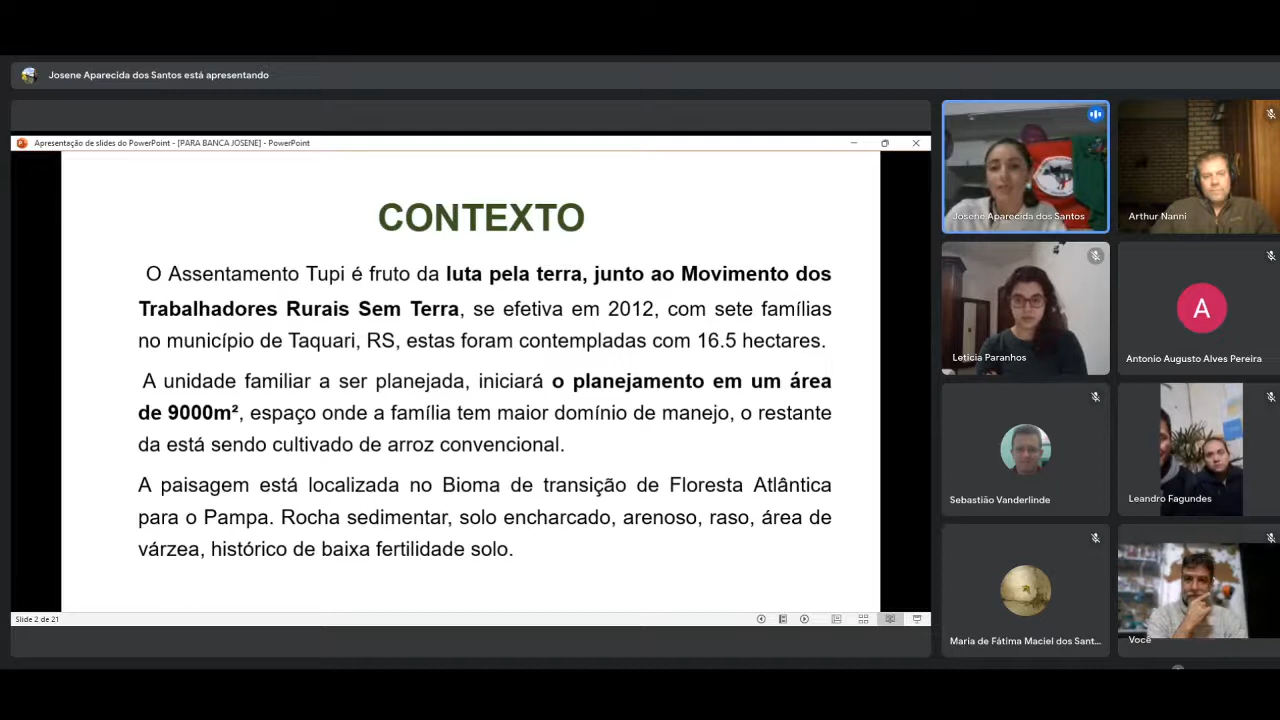 Josene Aparecida dos Santos está apresentando
Apresentação de slides do PowerPoint - [PARA BANCA JOSENE] - PowerPoint
CONTEXTO
O Assentamento Tupi é fruto da luta pela terra, junto ao Movimento dos
Trabalhadores Rurais Sem Terra, se efetiva em 2012, com sete famílias
no município de Taquari, RS, estas foram contempladas com 16.5 hectares.
A unidade familiar a ser planejada, iniciará o planejamento em um área
de 9000m², espaço onde a família tem maior domínio de manejo, o restante
da está sendo cultivado de arroz convencional.
A paisagem está localizada no Bioma de transição de Floresta Atlântica
para o Pampa. Rocha sedimentar, solo encharcado, arenoso, raso, área de
várzea, histórico de baixa fertilidade solo.
Slide 2 de 21
Josene Aparecida dos Santos
Arthur Nanni
Leticia Paranhos
A
Antonio Augusto Alves Pereira
Sebastião Vanderlinde
Leandro Fagundes
Maria de Fátima Maciel dos Sant...
Você